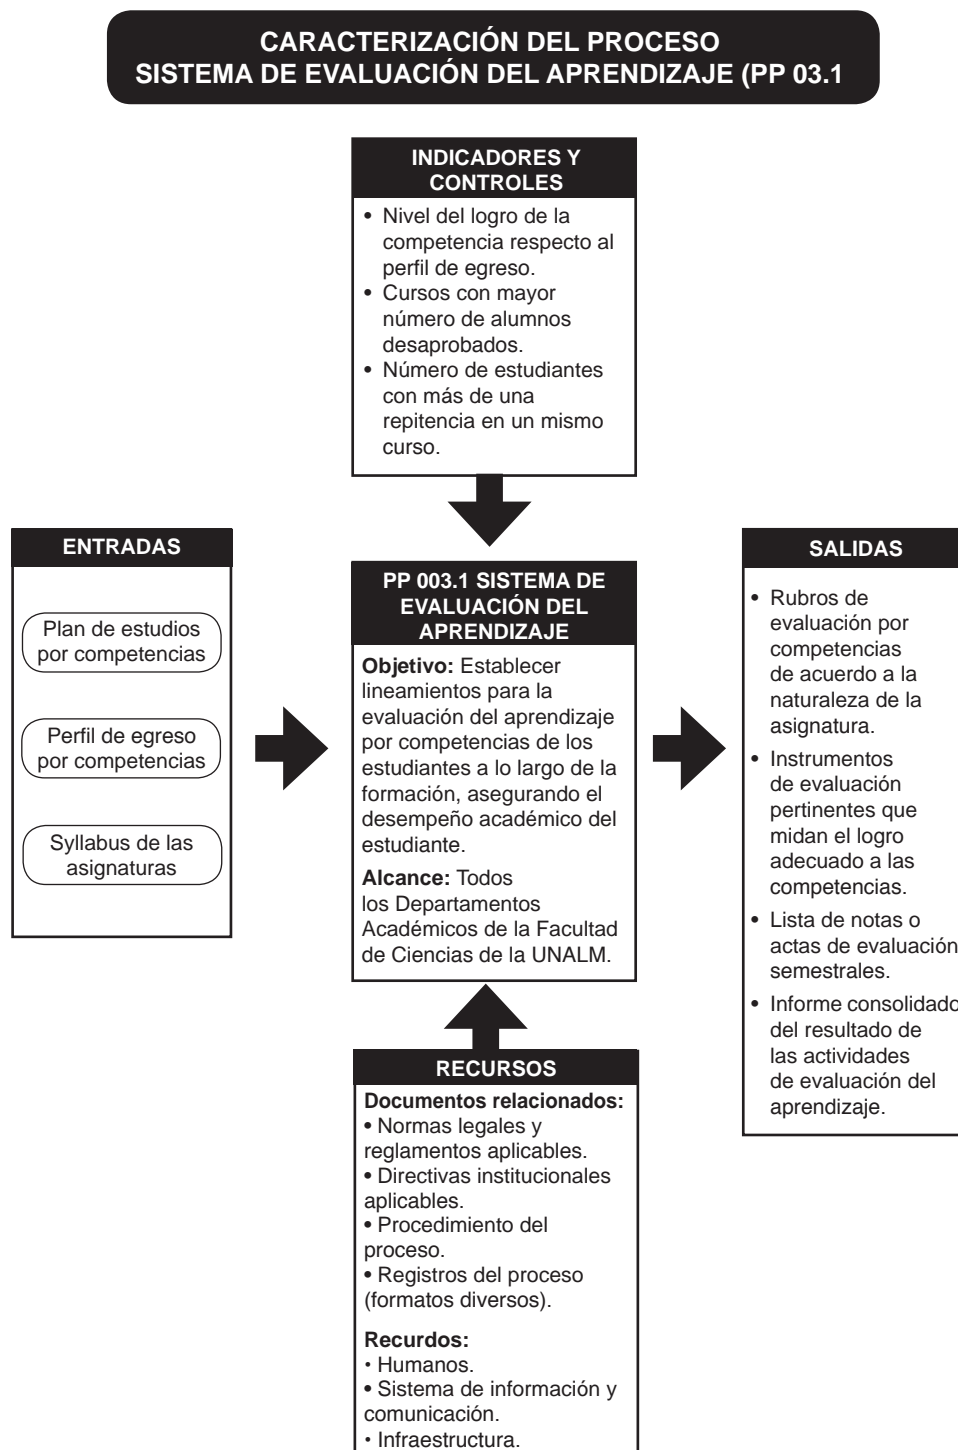 CARACTERIZACIÓN DEL PROCESO
SISTEMA DE EVALUACIÓN DEL APRENDIZAJE (PP 03.1
INDICADORES Y
CONTROLES
• Nivel del logro de la
competencia respecto al
perfil de egreso.
• Cursos con mayor
número de alumnos
desaprobados.
• Número de estudiantes
con más de una
repitencia en un mismo
curso.
ENTRADAS
Plan de estudios
por competencias
Perfil de egreso
por competencias
Syllabus de las
asignaturas
PP 003.1 SISTEMA DE
EVALUACIÓN DEL
APRENDIZAJE
Objetivo: Establecer
lineamientos para la
evaluación del aprendizaje
por competencias de los
estudiantes a lo largo de la
formación, asegurando el
desempeño académico del
estudiante.
Alcance: Todos
los Departamentos
Académicos de la Facultad
de Ciencias de la UNALM.
SALIDAS
• Rubros de
evaluación por
competencias
de acuerdo a la
naturaleza de la
asignatura.
• Instrumentos
de evaluación
pertinentes que
midan el logro
adecuado a las
competencias.
• Lista de notas o
actas de evaluación
semestrales.
• Informe consolidado
del resultado de
las actividades
de evaluación del
aprendizaje.
RECURSOS
Documentos relacionados:
• Normas legales y
reglamentos aplicables.
• Directivas institucionales
aplicables.
• Procedimiento del
proceso.
• Registros del proceso
(formatos diversos).
Recurdos:
• Humanos.
• Sistema de información y
comunicación.
• Infraestructura.